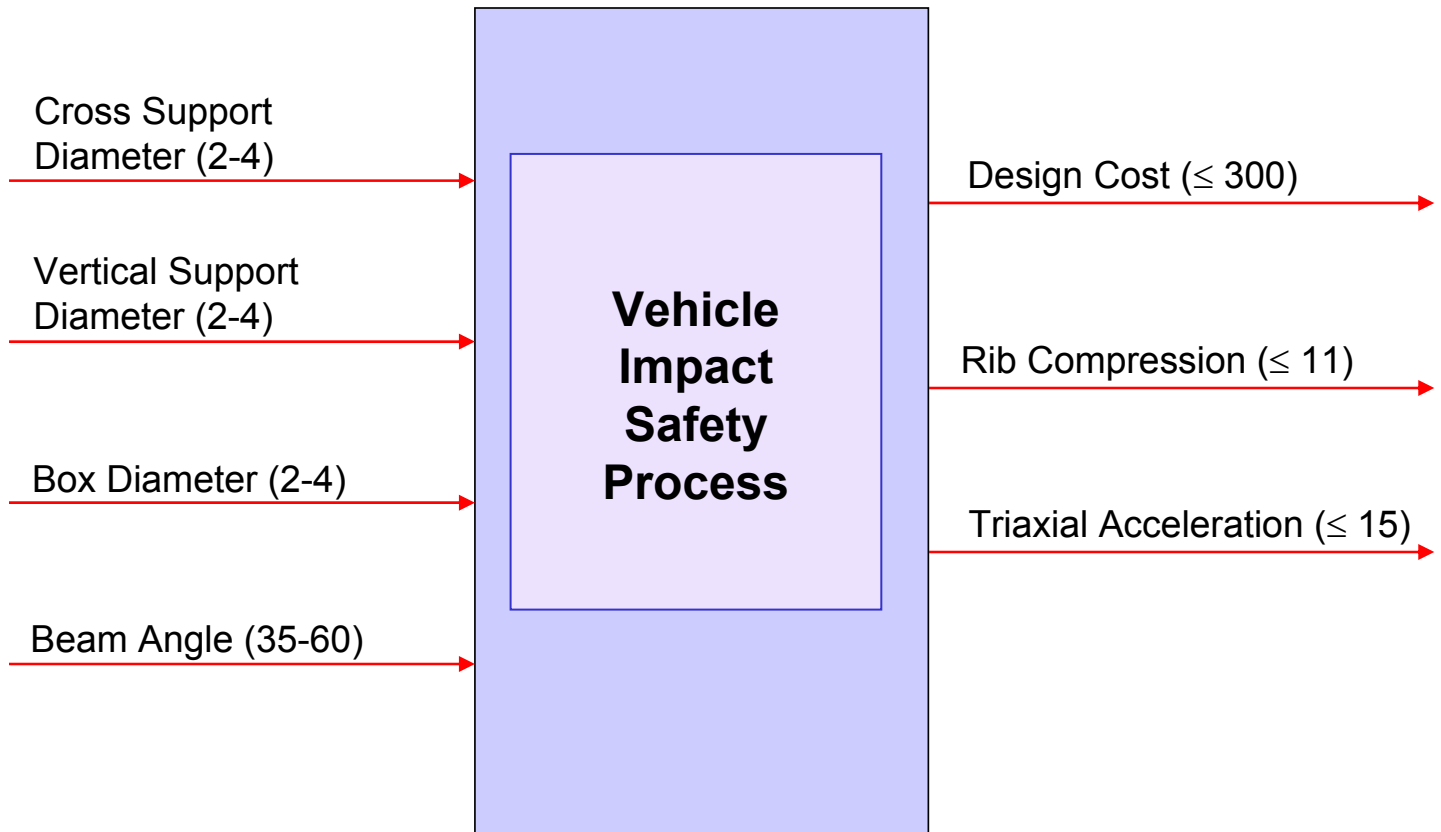 Cross Support
Diameter (2-4)
Vertical Support
Diameter (2-4)
Box Diameter (2-4)
Beam Angle (35-60)
Vehicle
Impact
Safety
Process
Design Cost (≤ 300)
Rib Compression (≤ 11)
Triaxial Acceleration (≤ 15)